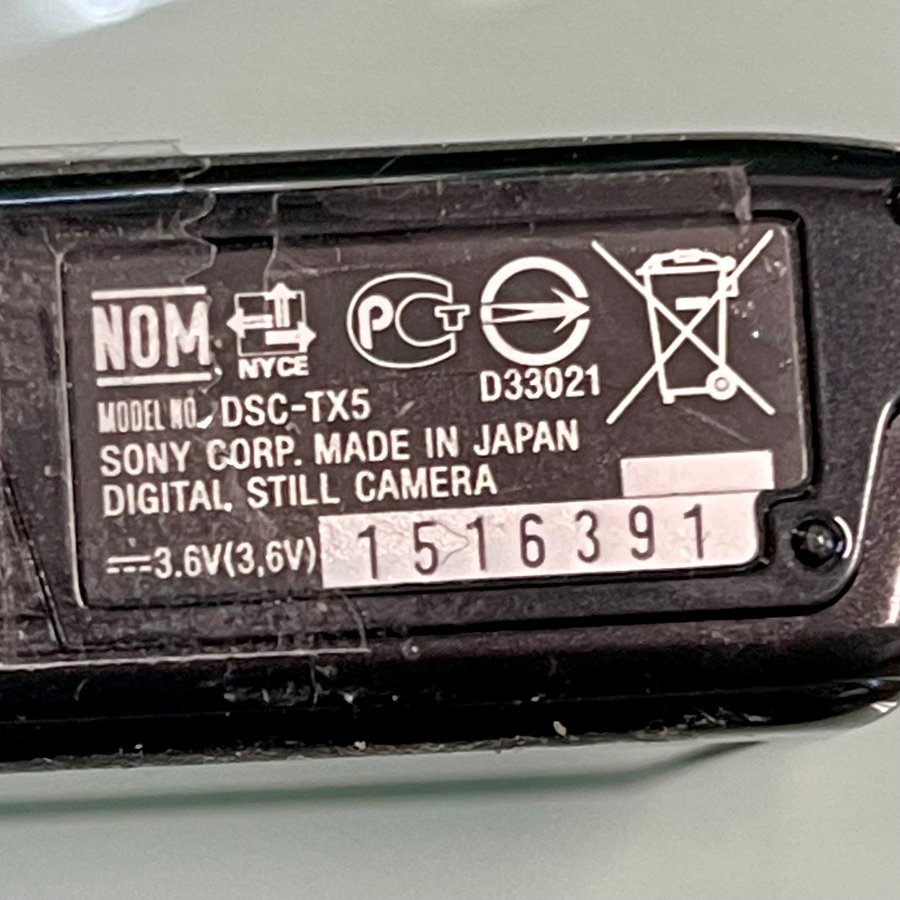 NOM NYCE PCT
D33021
MODEL NO. DSC-TX5
SONY CORP. MADE IN JAPAN
DIGITAL STILL CAMERA
⎓3.6V(3,6V) 1516391